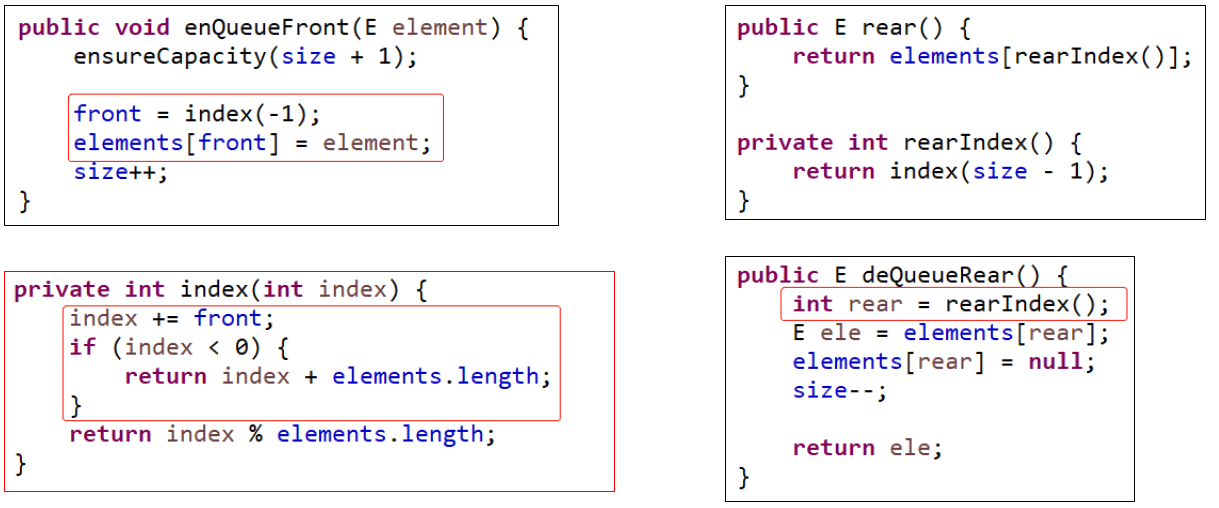 public void enQueueFront(E element) {
    ensureCapacity(size + 1);

    front = index(-1);
    elements[front] = element;
    size++;
}

private int index(int index) {
    index += front;
    if (index < 0) {
        return index + elements.length;
    }
    return index % elements.length;
}

public E rear() {
    return elements[rearIndex()];
}

private int rearIndex() {
    return index(size - 1);
}

public E deQueueRear() {
    int rear = rearIndex();
    E ele = elements[rear];
    elements[rear] = null;
    size--;

    return ele;
}